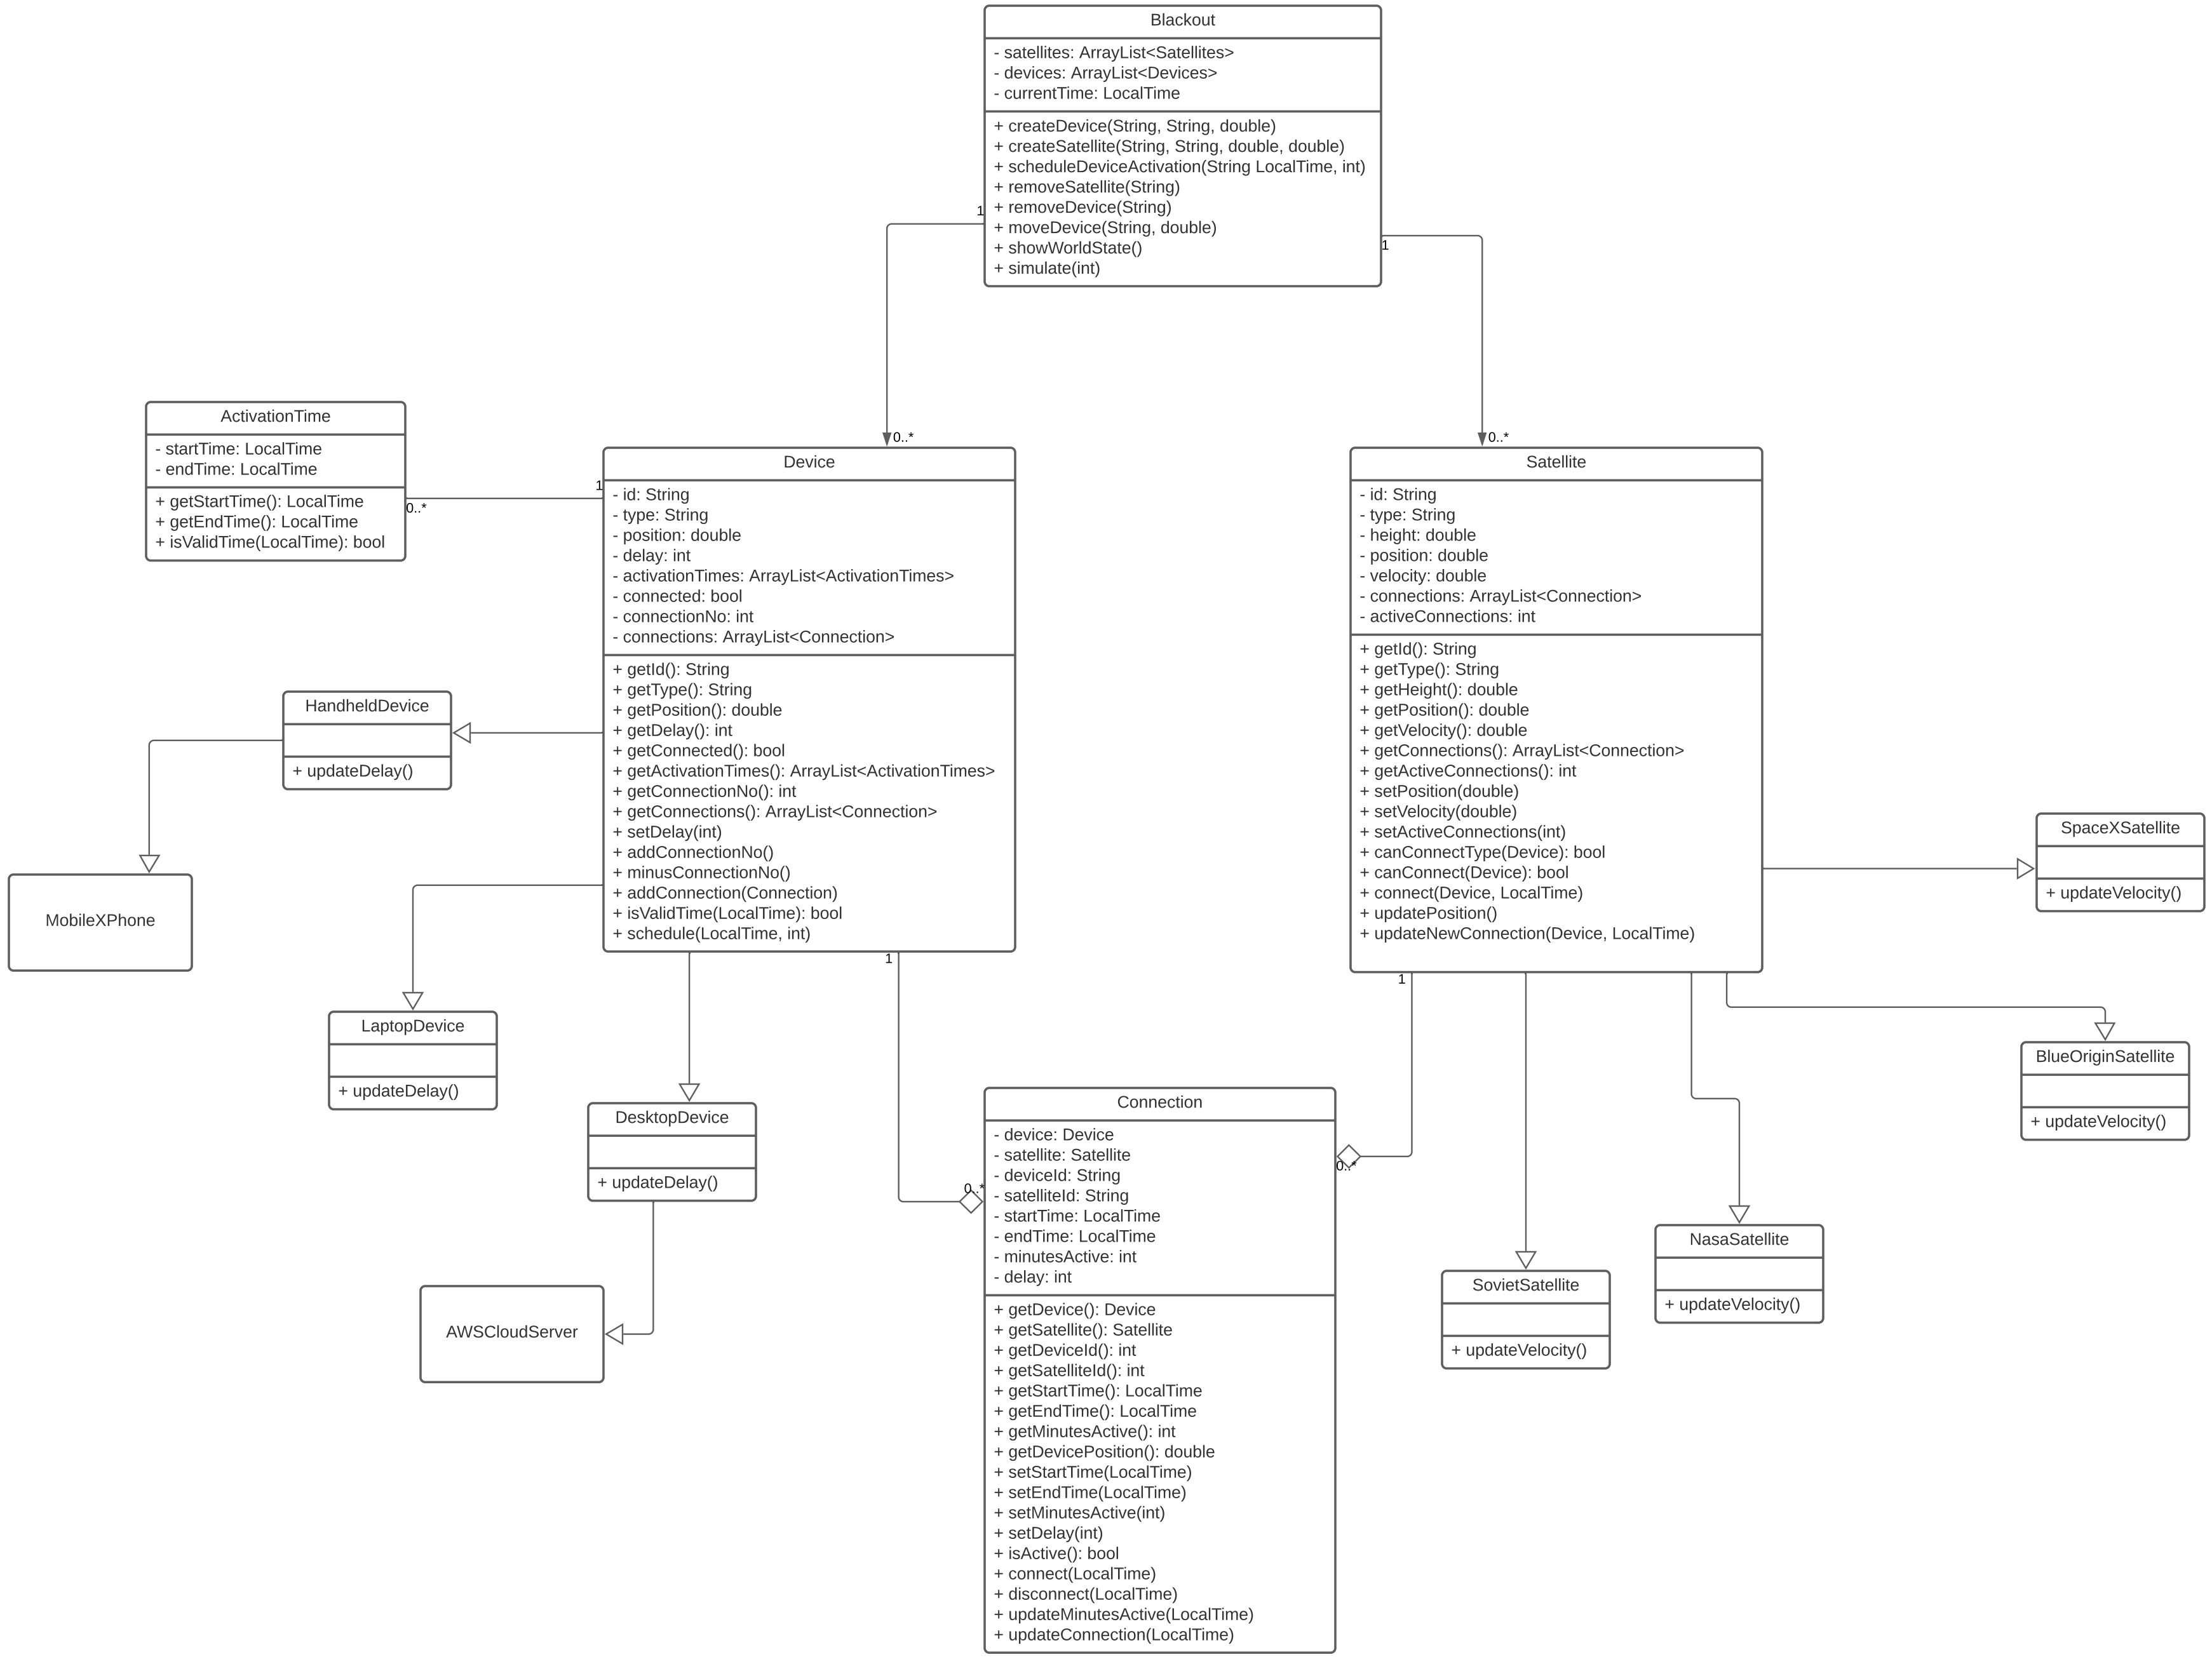 Blackout
- satellites: ArrayList<Satellites>
- devices: ArrayList<Devices>
- currentTime: LocalTime
+ createDevice(String, String, double)
+ createSatellite(String, String, double, double)
+ scheduleDeviceActivation(String LocalTime, int)
+ removeSatellite(String)
+ removeDevice(String)
+ moveDevice(String, double)
+ showWorldState()
+ simulate(int)
1
1
0..*
0..*
ActivationTime
- startTime: LocalTime
- endTime: LocalTime
+ getStartTime(): LocalTime
+ getEndTime(): LocalTime
+ isValidTime(LocalTime): bool
0..*
1
Device
- id: String
- type: String
- position: double
- delay: int
- activationTimes: ArrayList<ActivationTimes>
- connected: bool
- connectionNo: int
- connections: ArrayList<Connection>
+ getId(): String
+ getType(): String
+ getPosition(): double
+ getDelay(): int
+ getConnected(): bool
+ getActivationTimes(): ArrayList<ActivationTimes>
+ getConnectionNo(): int
+ getConnections(): ArrayList<Connection>
+ setDelay(int)
+ addConnectionNo()
+ minusConnectionNo()
+ addConnection(Connection)
+ isValidTime(LocalTime): bool
+ schedule(LocalTime, int)
1
Satellite
- id: String
- type: String
- height: double
- position: double
- velocity: double
- connections: ArrayList<Connection>
- activeConnections: int
+ getId(): String
+ getType(): String
+ getHeight(): double
+ getPosition(): double
+ getVelocity(): double
+ getConnections(): ArrayList<Connection>
+ getActiveConnections(): int
+ setPosition(double)
+ setVelocity(double)
+ setActiveConnections(int)
+ canConnectType(Device): bool
+ canConnect(Device): bool
+ connect(Device, LocalTime)
+ updatePosition()
+ updateNewConnection(Device, LocalTime)
1
HandheldDevice
+ updateDelay()
MobileXPhone
LaptopDevice
+ updateDelay()
DesktopDevice
+ updateDelay()
AWSCloudServer
SpaceXSatellite
+ updateVelocity()
BlueOriginSatellite
+ updateVelocity()
NasaSatellite
+ updateVelocity()
SovietSatellite
+ updateVelocity()
0..*
0..*
Connection
- device: Device
- satellite: Satellite
- deviceId: String
- satelliteId: String
- startTime: LocalTime
- endTime: LocalTime
- minutesActive: int
- delay: int
+ getDevice(): Device
+ getSatellite(): Satellite
+ getDeviceId(): int
+ getSatelliteId(): int
+ getStartTime(): LocalTime
+ getEndTime(): LocalTime
+ getMinutesActive(): int
+ getDevicePosition(): double
+ setStartTime(LocalTime)
+ setEndTime(LocalTime)
+ setMinutesActive(int)
+ setDelay(int)
+ isActive(): bool
+ connect(LocalTime)
+ disconnect(LocalTime)
+ updateMinutesActive(LocalTime)
+ updateConnection(LocalTime)